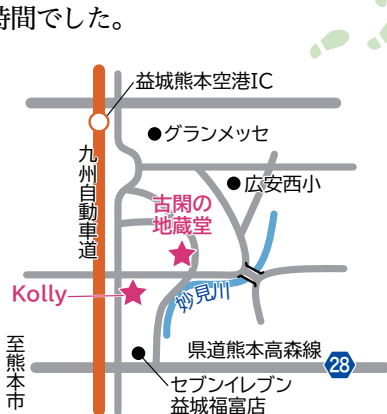 時間でした。
益城熊本空港IC
グランメッセ
九州自動車道
広安西小
古閑の
地蔵堂
Kolly
妙見川
至熊本市
県道熊本高森線
28
セブンイレブン
益城福富店